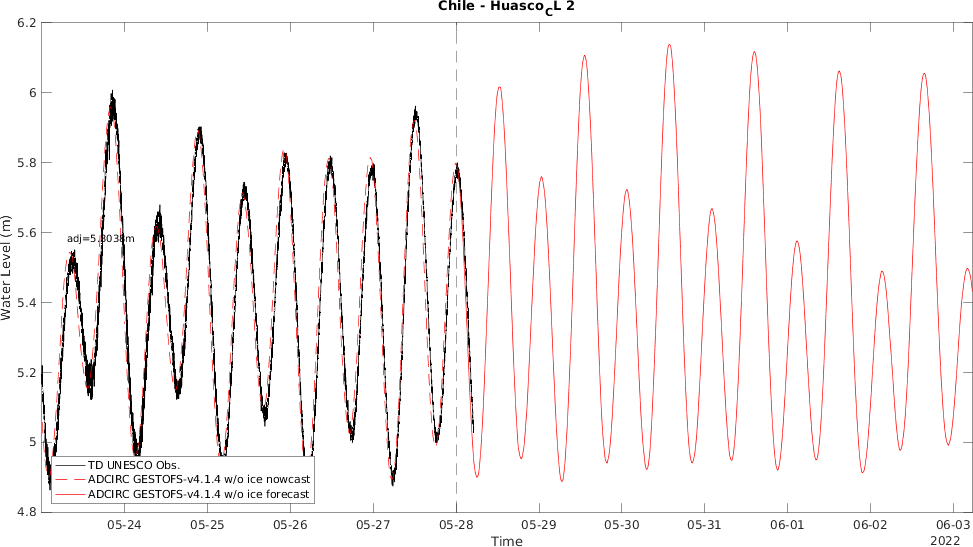 Chile - Huasco_CL 2
6.2
6
5.8
5.6
5.4
5.2
5
4.8
Water Level (m)
adj=5.3038m
TD UNESCO Obs.
ADCIRC GESTOFS-v4.1.4 w/o ice nowcast
ADCIRC GESTOFS-v4.1.4 w/o ice forecast
05-24 05-25 05-26 05-27 05-28 05-29 05-30 05-31 06-01 06-02 06-03
Time 2022